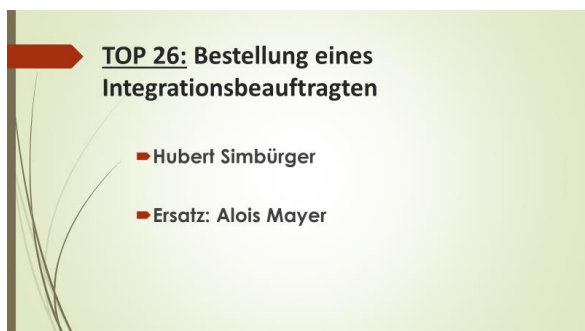 TOP 26: Bestellung eines
Integrationsbeauftragten
Hubert Simbürger
Ersatz: Alois Mayer